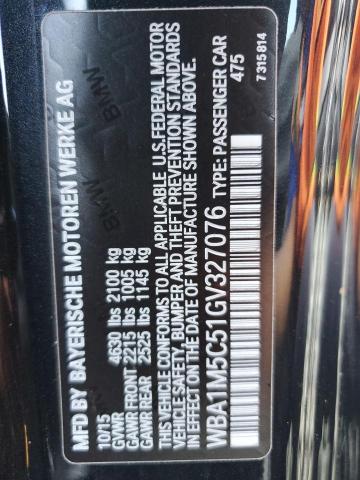 MFD BY BAYERISCHE MOTOREN WERKE AG
10/15
GVWR 4630 lbs 2100 kg
GAWR FRONT 2215 lbs 1005 kg
GAWR REAR 2525 lbs 1145 kg
THIS VEHICLE CONFORMS TO ALL APPLICABLE U.S. FEDERAL MOTOR
VEHICLE SAFETY, BUMPER AND THEFT PREVENTION STANDARDS IN
EFFECT ON THE DATE OF MANUFACTURE SHOWN ABOVE.
WBA1M5C51GV327076 TYPE: PASSENGER CAR
475
7315814
BMW
BMW